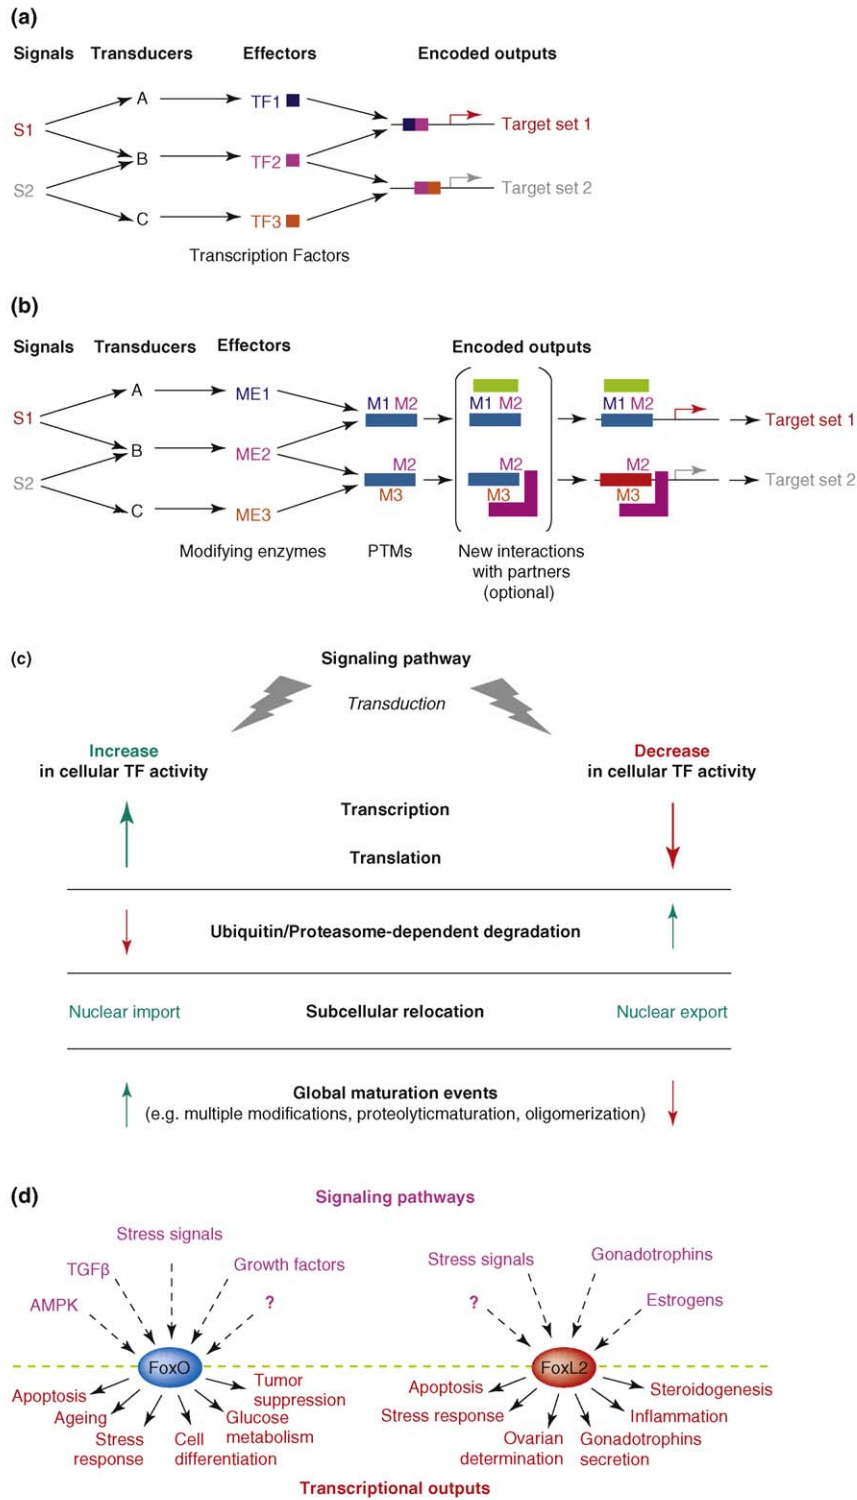 (a)
Signals Transducers Effectors Encoded outputs
A TF1
S1 Target set 1
B TF2
S2 Target set 2
C TF3
Transcription Factors
(b)
Signals Transducers Effectors Encoded outputs
A ME1 M1 M2 M1 M2 M1 M2
S1 Target set 1
B ME2 M2 M2 M2
S2 Target set 2
M3 M3 M3
C ME3
Modifying enzymes PTMs New interactions
with partners
(optional)
(c) Signaling pathway
Transduction
Increase Decrease
in cellular TF activity in cellular TF activity
Transcription
Translation
Ubiquitin/Proteasome-dependent degradation
Nuclear import Subcellular relocation Nuclear export
Global maturation events
(e.g. multiple modifications, proteolyticmaturation, oligomerization)
(d) Signaling pathways
Stress signals
TGFβ Growth factors
AMPK ?
FoxO
Apoptosis
Ageing
Stress
response
Cell
differentiation
Glucose
metabolism
Tumor
suppression
Stress signals Gonadotrophins
? Estrogens
FoxL2
Apoptosis
Stress response
Ovarian
determination
Gonadotrophins
secretion
Inflammation
Steroidogenesis
Transcriptional outputs